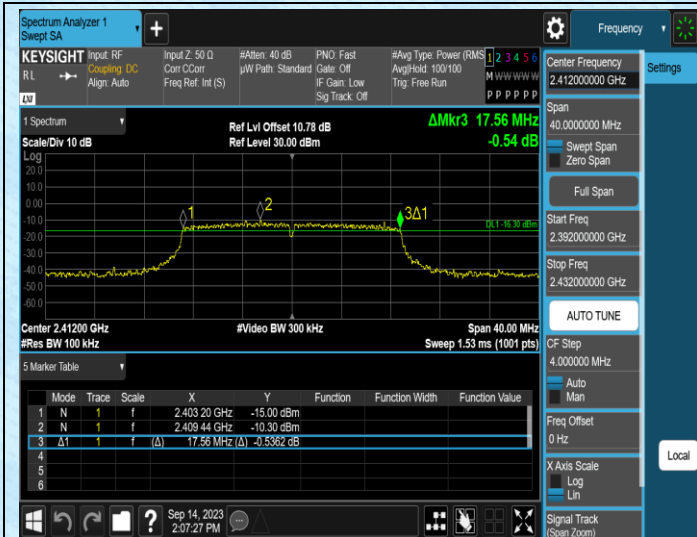 Spectrum Analyzer 1
Swept SA
Frequency
KEYSIGHT
RL
LXI
Input: RF
Coupling: DC
Align: Auto
Input Z: 50 Ω
Corr CCorr
Freq Ref: Int (S)
#Atten: 40 dB
µW Path: Standard
PNO: Fast
Gate: Off
IF Gain: Low
Sig Track: Off
#Avg Type: Power (RMS
Avg|Hold: 100/100
Trig: Free Run
1 2 3 4 5 6
M W W W W W
P P P P P P
1 Spectrum
Scale/Div 10 dB
Ref Lvl Offset 10.78 dB
Ref Level 30.00 dBm
ΔMkr3 17.56 MHz
-0.54 dB
Log
20.0
10.0
0.00
-10.0
-20.0
-30.0
-40.0
-50.0
-60.0
1
2
3Δ1
DL1 -16.30 dBm
Center 2.41200 GHz
#Res BW 100 kHz
#Video BW 300 kHz
Span 40.00 MHz
Sweep 1.53 ms (1001 pts)
5 Marker Table
Mode Trace Scale X Y Function Function Width Function Value
1 N 1 f 2.403 20 GHz -15.00 dBm
2 N 1 f 2.409 44 GHz -10.30 dBm
3 Δ1 1 f (Δ) 17.56 MHz (Δ) -0.5362 dB
4
5
6
Sep 14, 2023
2:07:27 PM
Center Frequency
2.412000000 GHz
Span
40.0000000 MHz
Swept Span
Zero Span
Full Span
Start Freq
2.392000000 GHz
Stop Freq
2.432000000 GHz
AUTO TUNE
CF Step
4.000000 MHz
Auto
Man
Freq Offset
0 Hz
X Axis Scale
Log
Lin
Signal Track
(Span Zoom)
Settings
Local